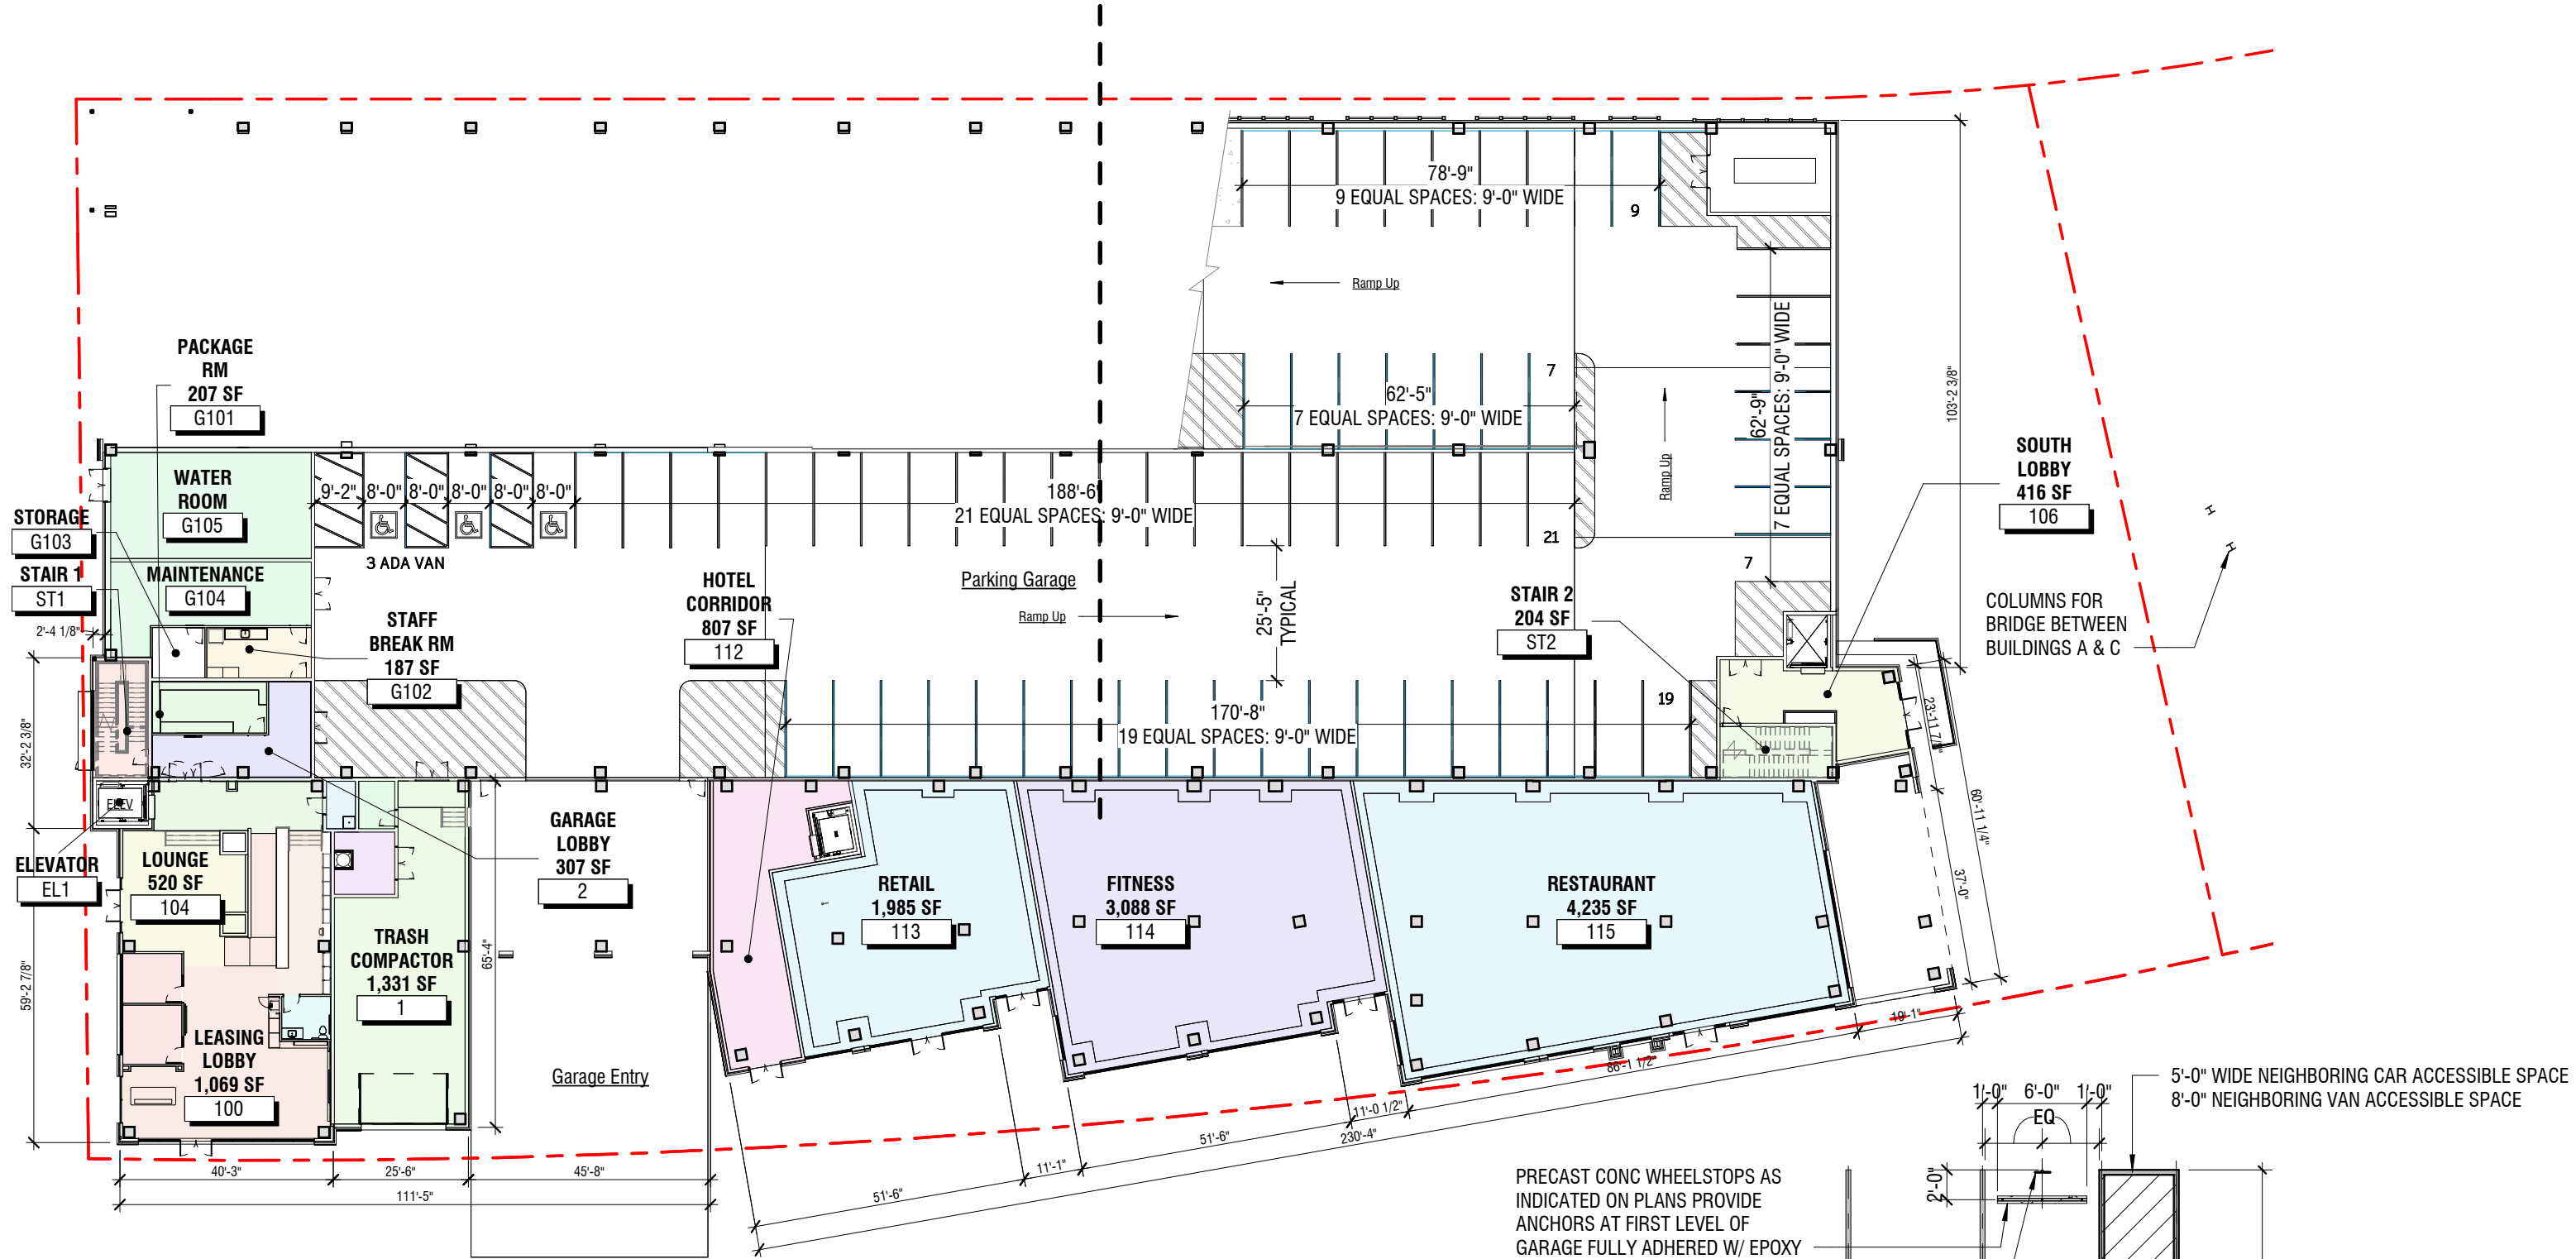 78'-9"
9 EQUAL SPACES: 9'-0" WIDE
9
Ramp Up
62'-9"
7 EQUAL SPACES: 9'-0" WIDE
7
62'-5"
7 EQUAL SPACES: 9'-0" WIDE
Ramp Up
7
103'-2 3/8"
PACKAGE
RM
207 SF
G101
WATER
ROOM
G105
STORAGE
G103
STAIR 1
ST1
MAINTENANCE
G104
2'-4 1/8"
9'-2"
8'-0"
8'-0"
8'-0"
8'-0"
8'-0"
3 ADA VAN
188'-6"
21 EQUAL SPACES: 9'-0" WIDE
21
SOUTH
LOBBY
416 SF
106
COLUMNS FOR
BRIDGE BETWEEN
BUILDINGS A & C
STAFF
BREAK RM
187 SF
G102
HOTEL
CORRIDOR
807 SF
112
Parking Garage
Ramp Up
25'-5"
TYPICAL
STAIR 2
204 SF
ST2
19
170'-8"
19 EQUAL SPACES: 9'-0" WIDE
32'-2 3/8"
23'-11 7/8"
60'-11 1/4"
37'-0"
ELEV
ELEVATOR
EL1
LOUNGE
520 SF
104
GARAGE
LOBBY
307 SF
2
RETAIL
1,985 SF
113
FITNESS
3,088 SF
114
RESTAURANT
4,235 SF
115
TRASH
COMPACTOR
1,331 SF
1
65'-4"
59'-2 7/8"
LEASING
LOBBY
1,069 SF
100
Garage Entry
40'-3"
25'-6"
45'-8"
111'-5"
51'-6"
11'-1"
51'-6"
11'-0 1/2"
86'-1 1/2"
19'-1"
230'-4"
1'-0"
6'-0"
1'-0"
EQ
2'-0"
5'-0" WIDE NEIGHBORING CAR ACCESSIBLE SPACE
8'-0" NEIGHBORING VAN ACCESSIBLE SPACE
PRECAST CONC WHEELSTOPS AS
INDICATED ON PLANS PROVIDE
ANCHORS AT FIRST LEVEL OF
GARAGE FULLY ADHERED W/ EPOXY